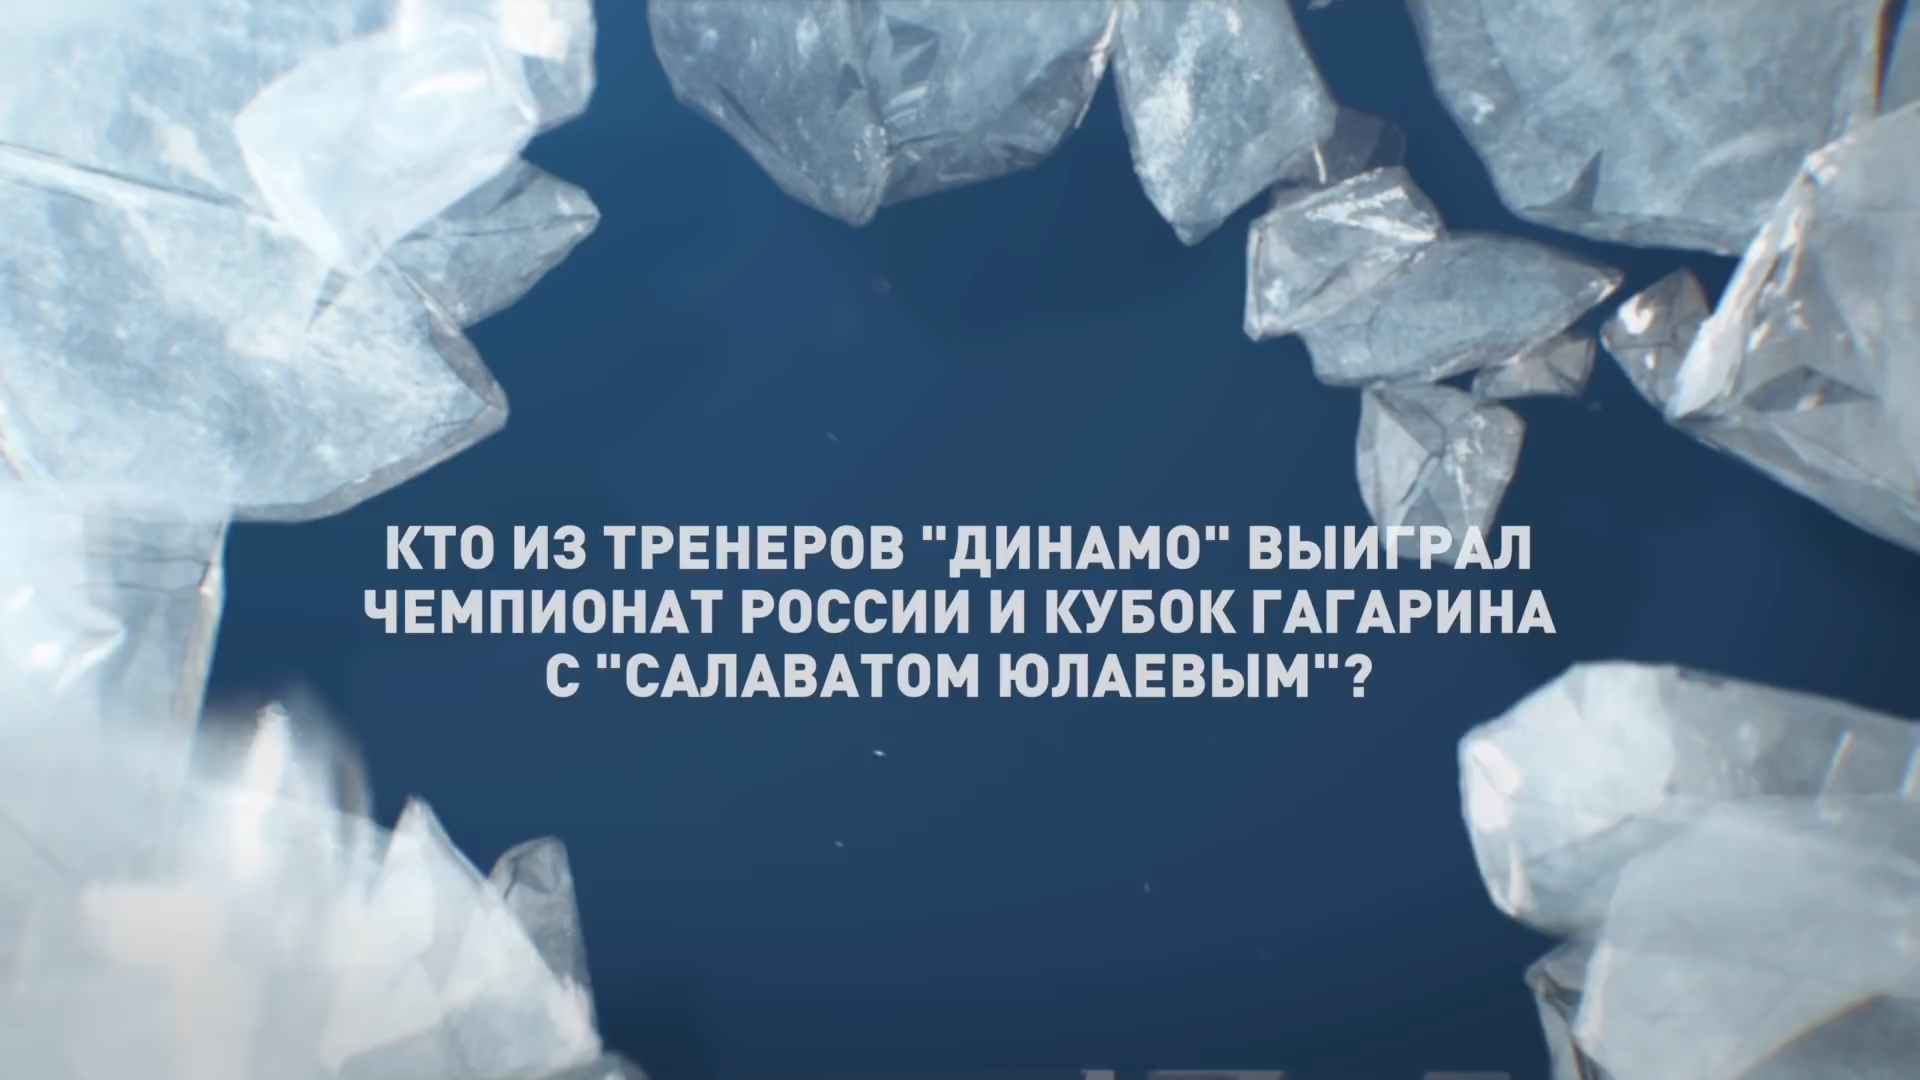 КТО ИЗ ТРЕНЕРОВ "ДИНАМО" ВЫИГРАЛ
ЧЕМПИОНАТ РОССИИ И КУБОК ГАГАРИНА
С "САЛАВАТОМ ЮЛАЕВЫМ"?